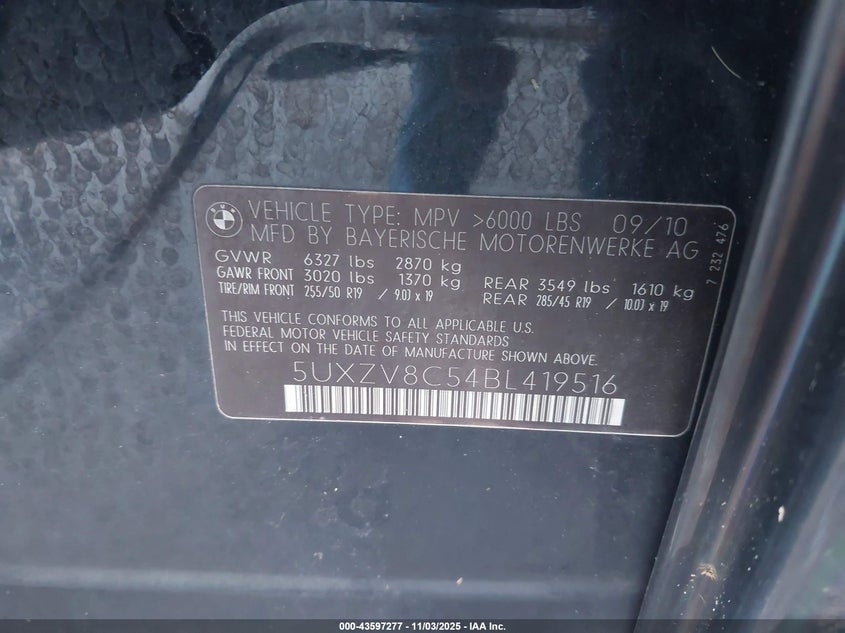 BMW
VEHICLE TYPE: MPV >6000 LBS 09/10
MFD BY BAYERISCHE MOTORENWERKE AG
GVWR 6327 lbs 2870 kg
GAWR FRONT 3020 lbs 1370 kg REAR 3549 lbs 1610 kg
TIRE/RIM FRONT 255/50 R19 / 9.0J x 19 REAR 285/45 R19 / 10.0J x 19
THIS VEHICLE CONFORMS TO ALL APPLICABLE U.S.
FEDERAL MOTOR VEHICLE SAFETY STANDARDS
IN EFFECT ON THE DATE OF MANUFACTURE SHOWN ABOVE.
5UXZV8C54BL419516
7 232 476
000-43597277 - 11/03/2025 - IAA Inc.